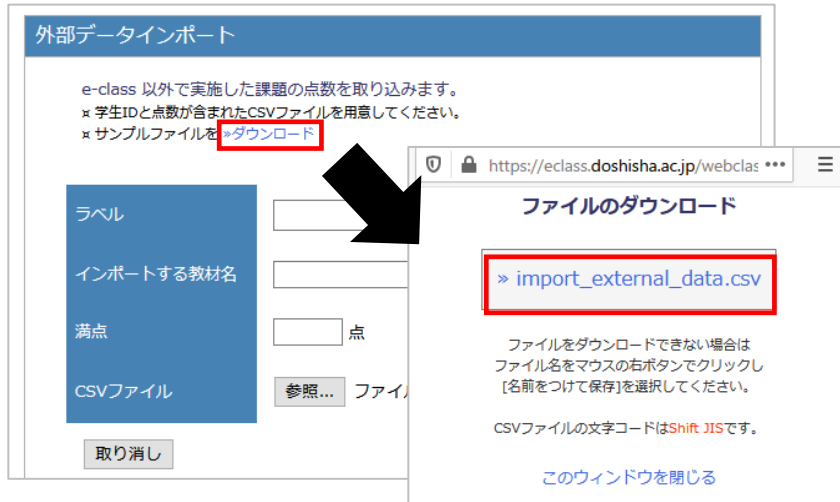 外部データインポート
e-class 以外で実施した課題の点数を取り込みます。
¤ 学生IDと点数が含まれたCSVファイルを用意してください。
¤ サンプルファイルを »ダウンロード
ラベル
インポートする教材名
満点
点
CSVファイル
参照... ファイル
取り消し
https://eclass.doshisha.ac.jp/webclas •••
ファイルのダウンロード
» import_external_data.csv
ファイルをダウンロードできない場合は
ファイル名をマウスの右ボタンでクリックし
[名前をつけて保存]を選択してください。
CSVファイルの文字コードはShift JISです。
このウィンドウを閉じる